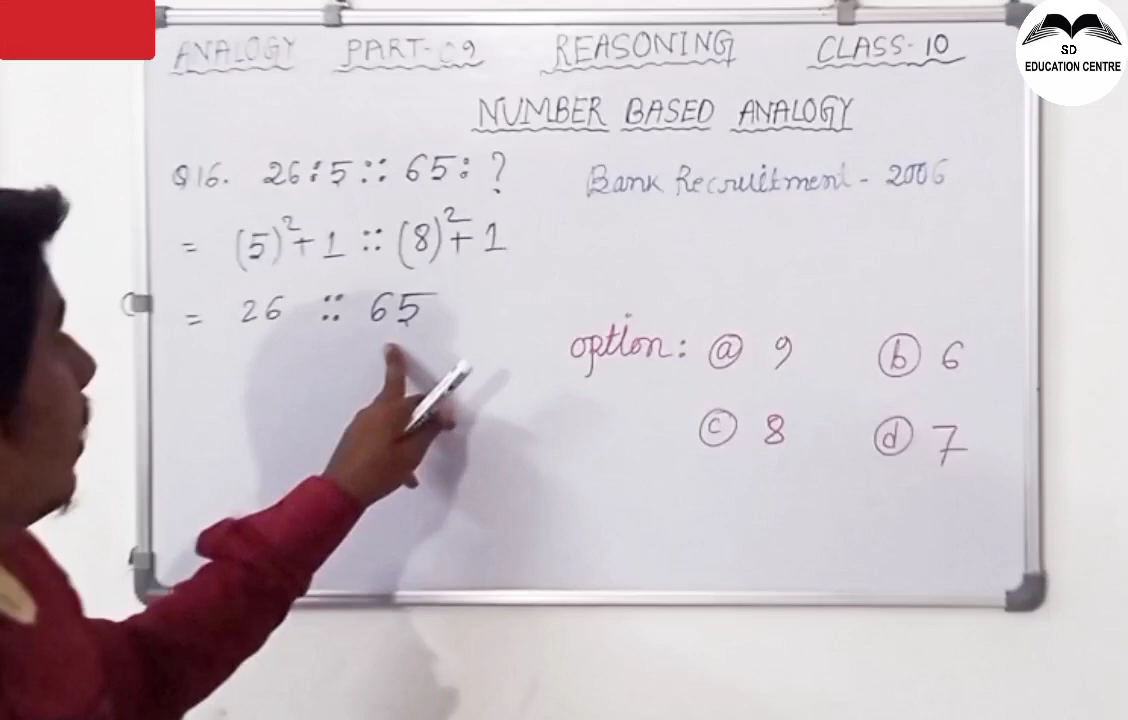 ANALOGY PART-09 REASONING CLASS-10
SD
EDUCATION CENTRE
NUMBER BASED ANALOGY
Q16. 26:5 :: 65: ? Bank Recruitment - 2006
= (5)²+1 :: (8)²+1
= 26 :: 65
option: (a) 9 (b) 6
(c) 8 (d) 7